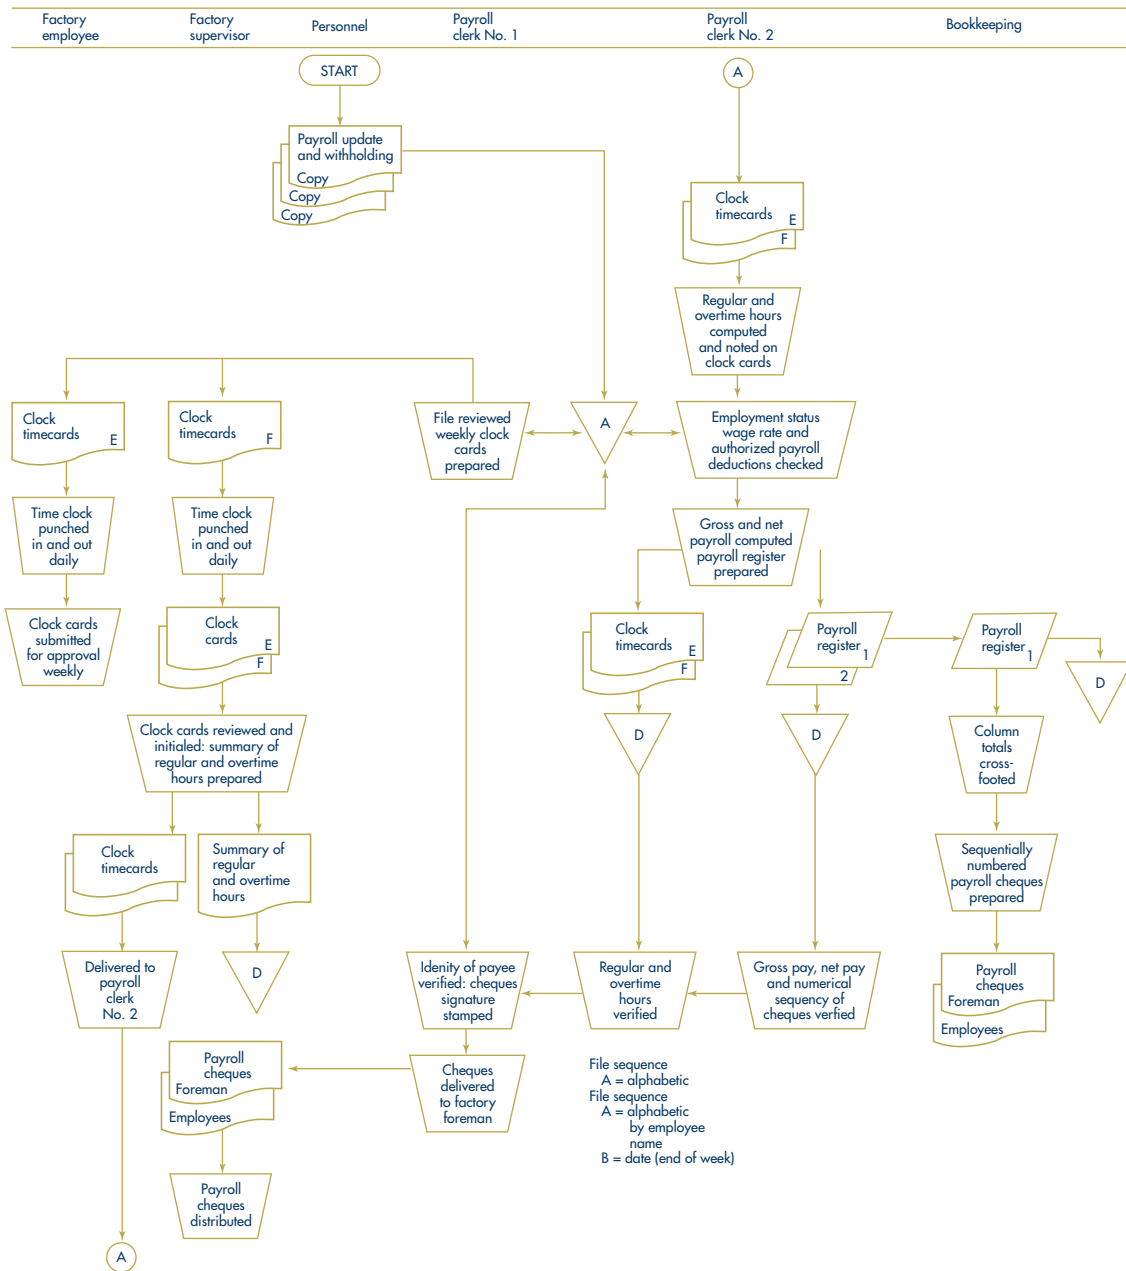 Factory
employee
Factory
supervisor
Personnel
Payroll
clerk No. 1
Payroll
clerk No. 2
Bookkeeping
START
A
Payroll update
and withholding
Copy
Copy
Copy
Clock
timecards
E
F
Regular and
overtime hours
computed
and noted on
clock cards
Clock
timecards
E
Clock
timecards
F
File reviewed
weekly clock
cards
prepared
A
Employment status
wage rate and
authorized payroll
deductions checked
Time clock
punched
in and out
daily
Time clock
punched
in and out
daily
Gross and net
payroll computed
payroll register
prepared
Clock cards
submitted
for approval
weekly
Clock
cards
E
F
Clock
timecards
E
F
Payroll
register
1
2
Payroll
register
1
D
Clock cards reviewed and
initialed: summary of
regular and overtime
hours prepared
D
D
Column
totals
cross-
footed
Clock
timecards
Summary of
regular
and overtime
hours
Sequentially
numbered
payroll cheques
prepared
Delivered to
payroll
clerk
No. 2
D
Idenity of payee
verified: cheques
signature
stamped
Regular and
overtime
hours
verified
Gross pay, net pay
and numerical
sequency of
cheques verfied
Payroll
cheques
Foreman
Employees
Payroll
cheques
Foreman
Employees
Cheques
delivered
to factory
foreman
File sequence
A = alphabetic
File sequence
A = alphabetic
by employee
name
B = date (end of week)
Payroll
cheques
distributed
A